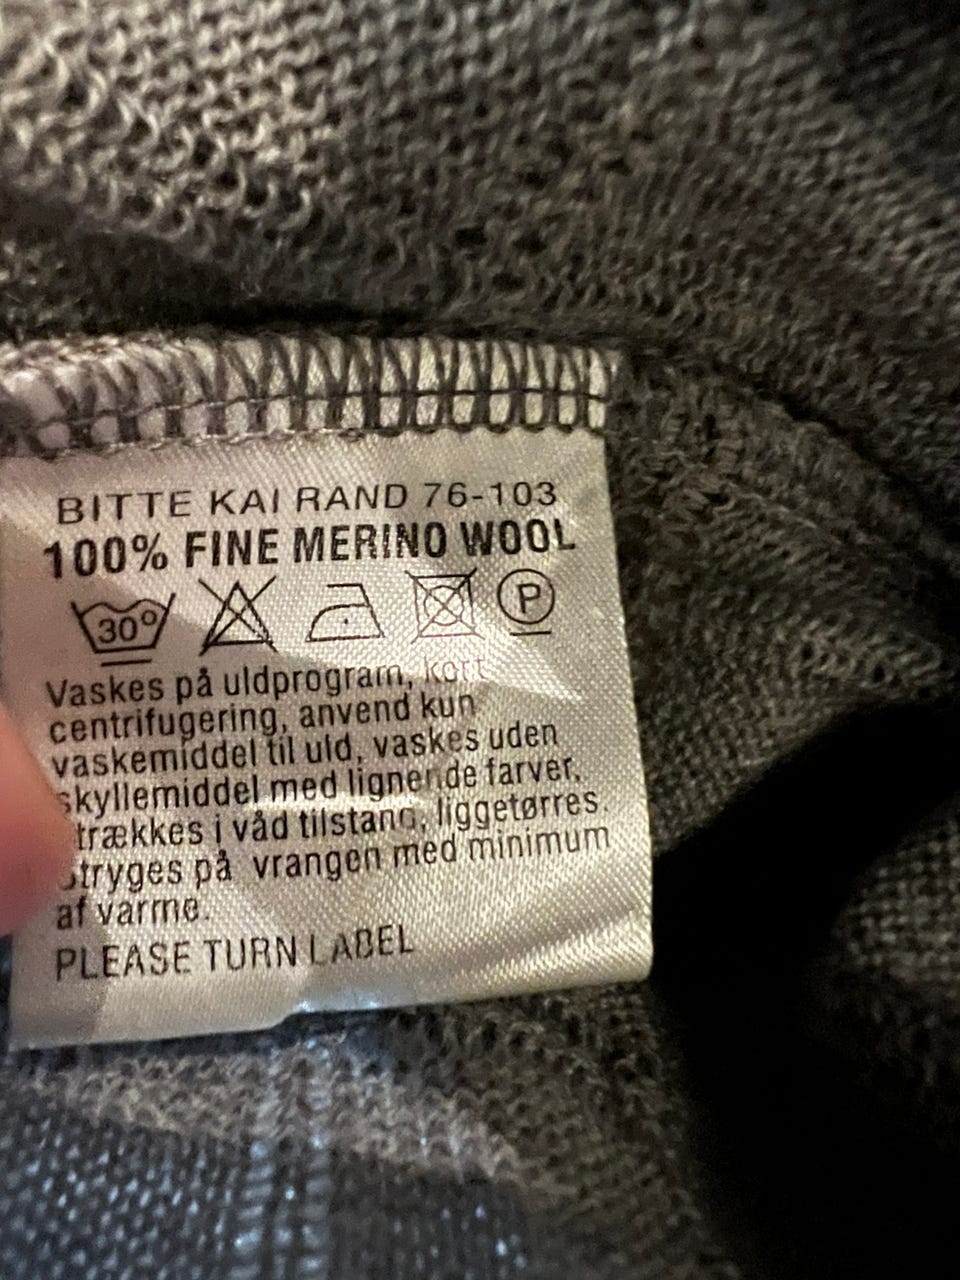 BITTE KAI RAND 76-103
100% FINE MERINO WOOL
30° P
Vaskes på uldprogram, kort
centrifugering, anvend kun
vaskemiddel til uld, vaskes uden
skyllemiddel med lignende farver,
trækkes i våd tilstand, liggetørres.
Stryges på vrangen med minimum
af varme.
PLEASE TURN LABEL